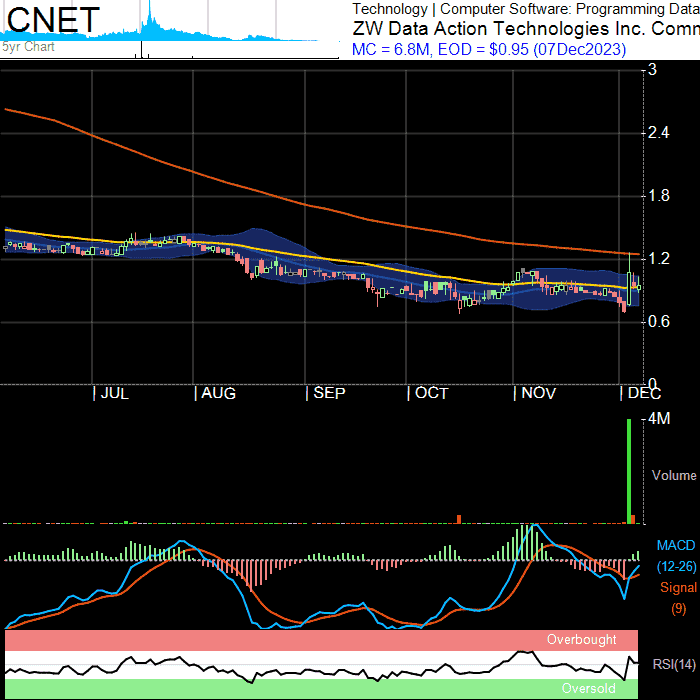 CNET
5yr Chart
Technology | Computer Software: Programming Data
ZW Data Action Technologies Inc. Comm
MC = 6.8M, EOD = $0.95 (07Dec2023)
3
2.4
1.8
1.2
0.6
0
| JUL | AUG | SEP | OCT | NOV | DEC
4M
Volume
MACD
(12-26)
Signal
(9)
Overbought
RSI(14)
Oversold